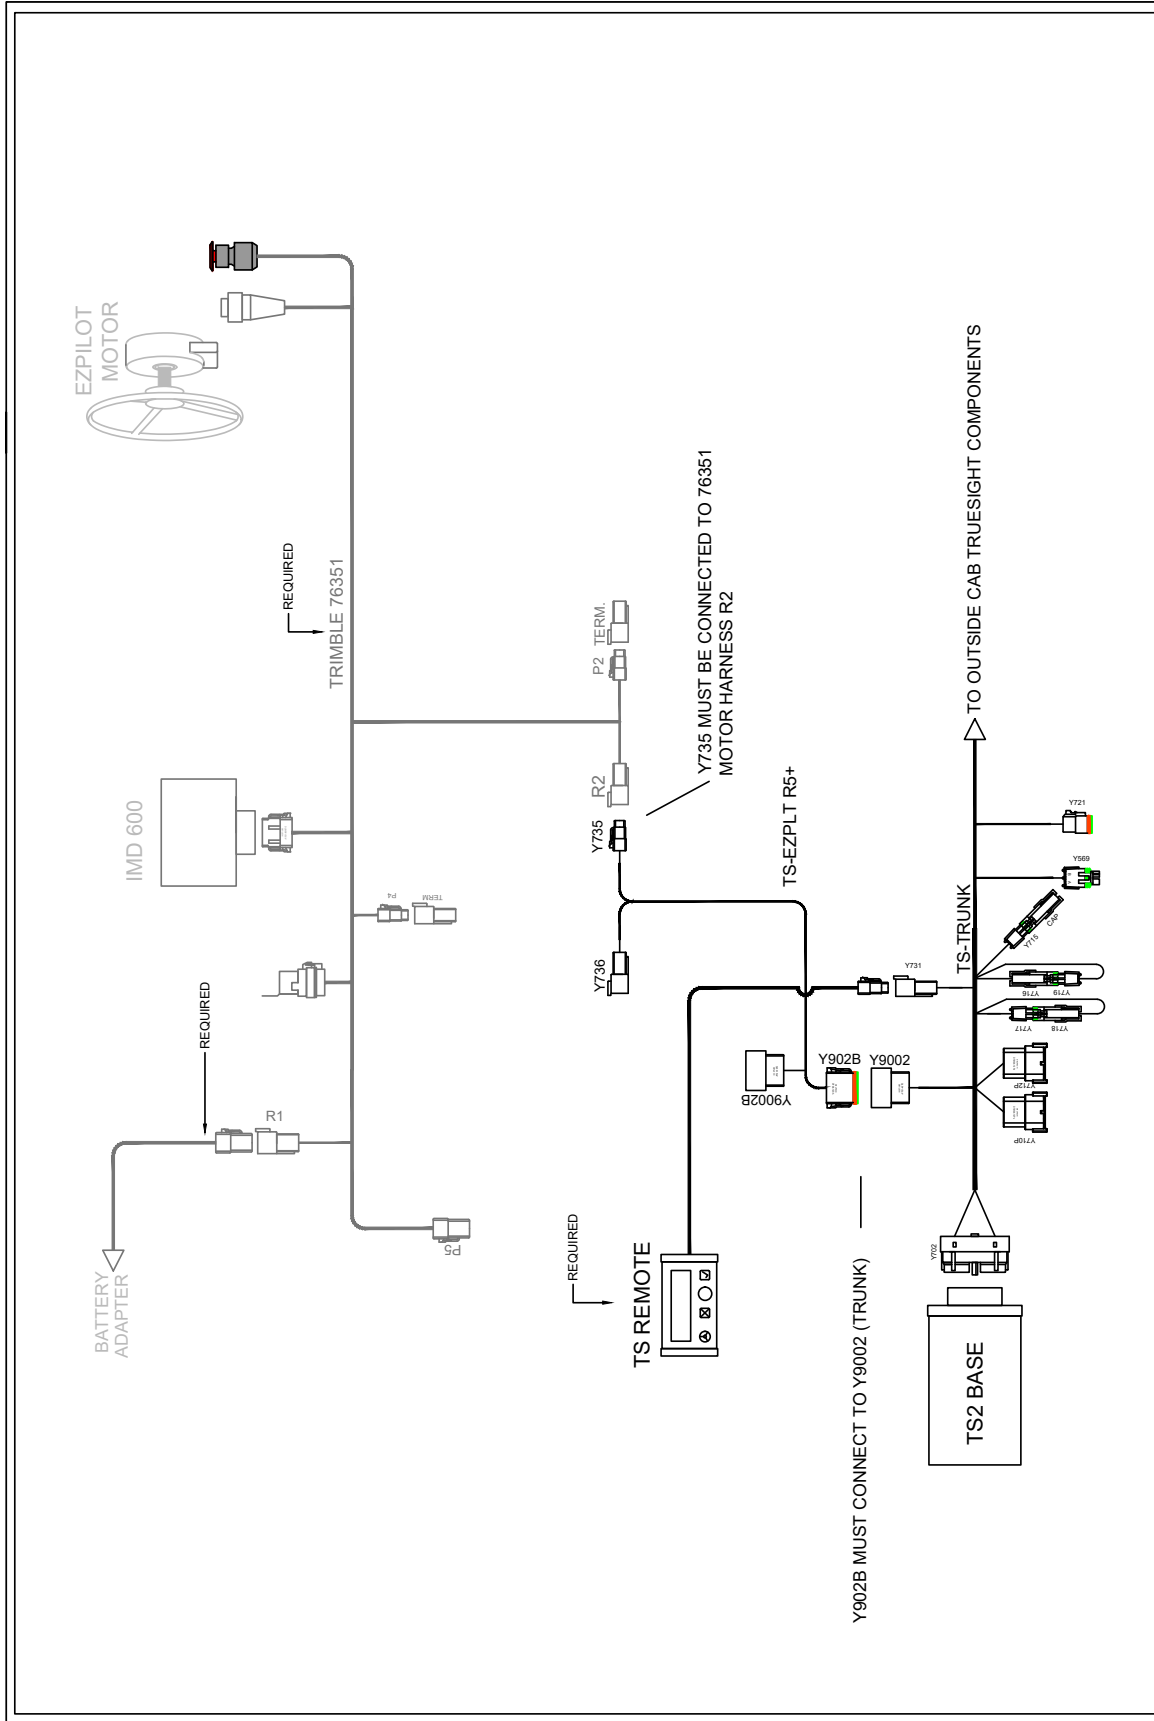 EZPILOT
MOTOR
REQUIRED
TRIMBLE 76351
IMD 600
P4
TERM
REQUIRED
R1
BATTERY
ADAPTER
P5
P2
TERM.
R2
Y735
Y736
Y735 MUST BE CONNECTED TO 76351
MOTOR HARNESS R2
TS-EZPLT R5+
TO OUTSIDE CAB TRUESIGHT COMPONENTS
TS-TRUNK
Y721
Y569
Y715
CAP
Y716
Y719
Y717
Y718
Y731
Y9002B
Y902B
Y9002
Y712P
Y710P
REQUIRED
TS REMOTE
Y902B MUST CONNECT TO Y9002 (TRUNK)
Y702
TS2 BASE